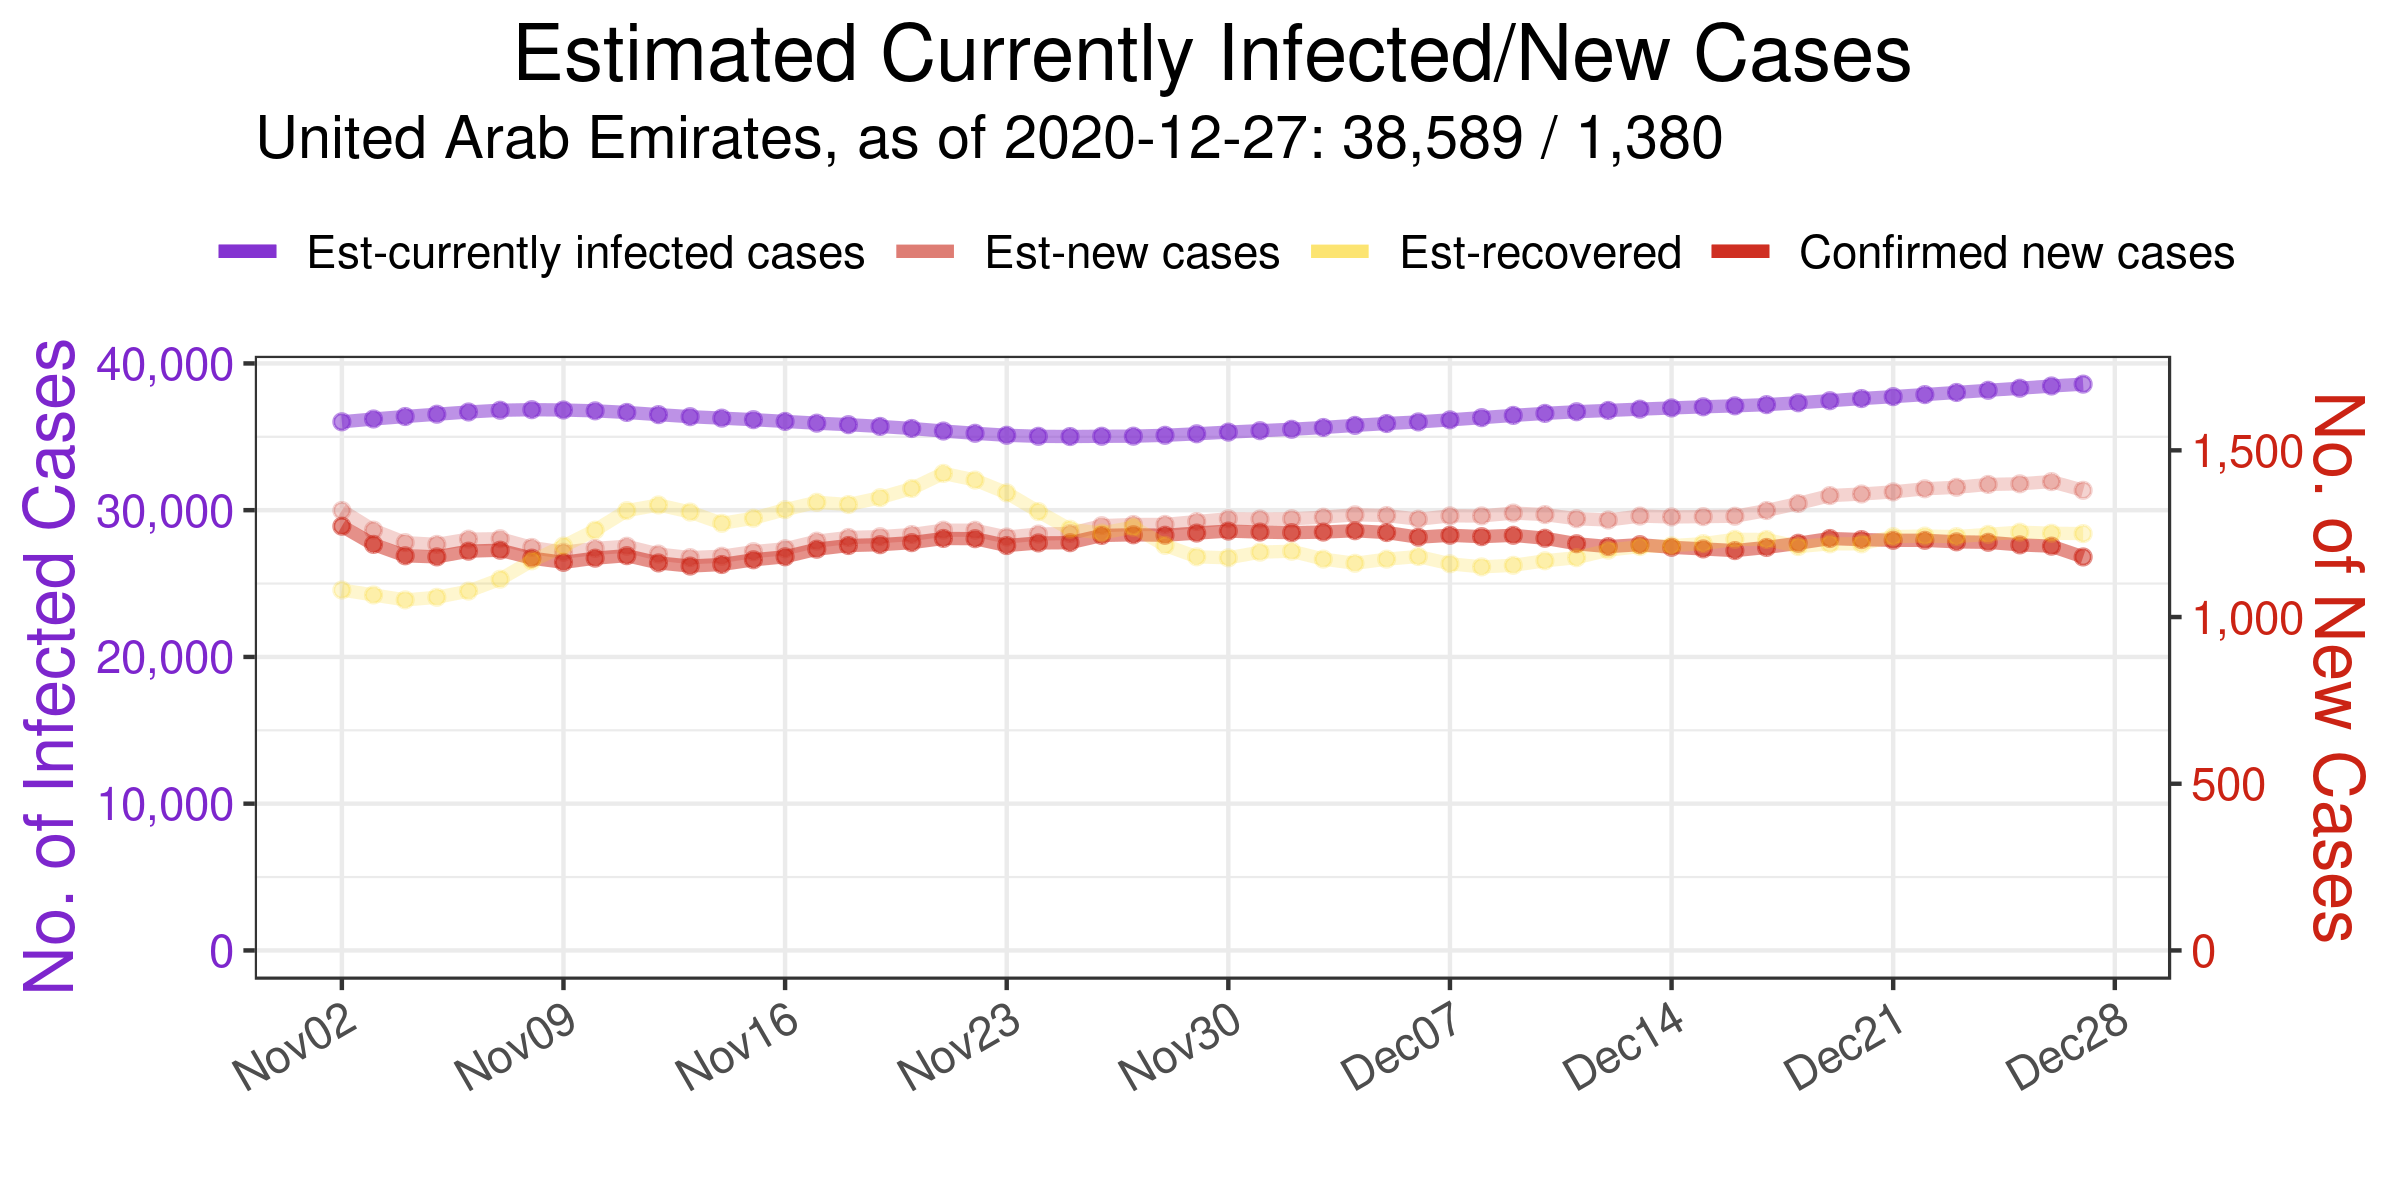 Estimated Currently Infected/New Cases
United Arab Emirates, as of 2020-12-27: 38,589 / 1,380
Est-currently infected cases Est-new cases Est-recovered Confirmed new cases
No. of Infected Cases
40,000
30,000
20,000
10,000
0
1,500
1,000
500
0
No. of New Cases
Nov02 Nov09 Nov16 Nov23 Nov30 Dec07 Dec14 Dec21 Dec28